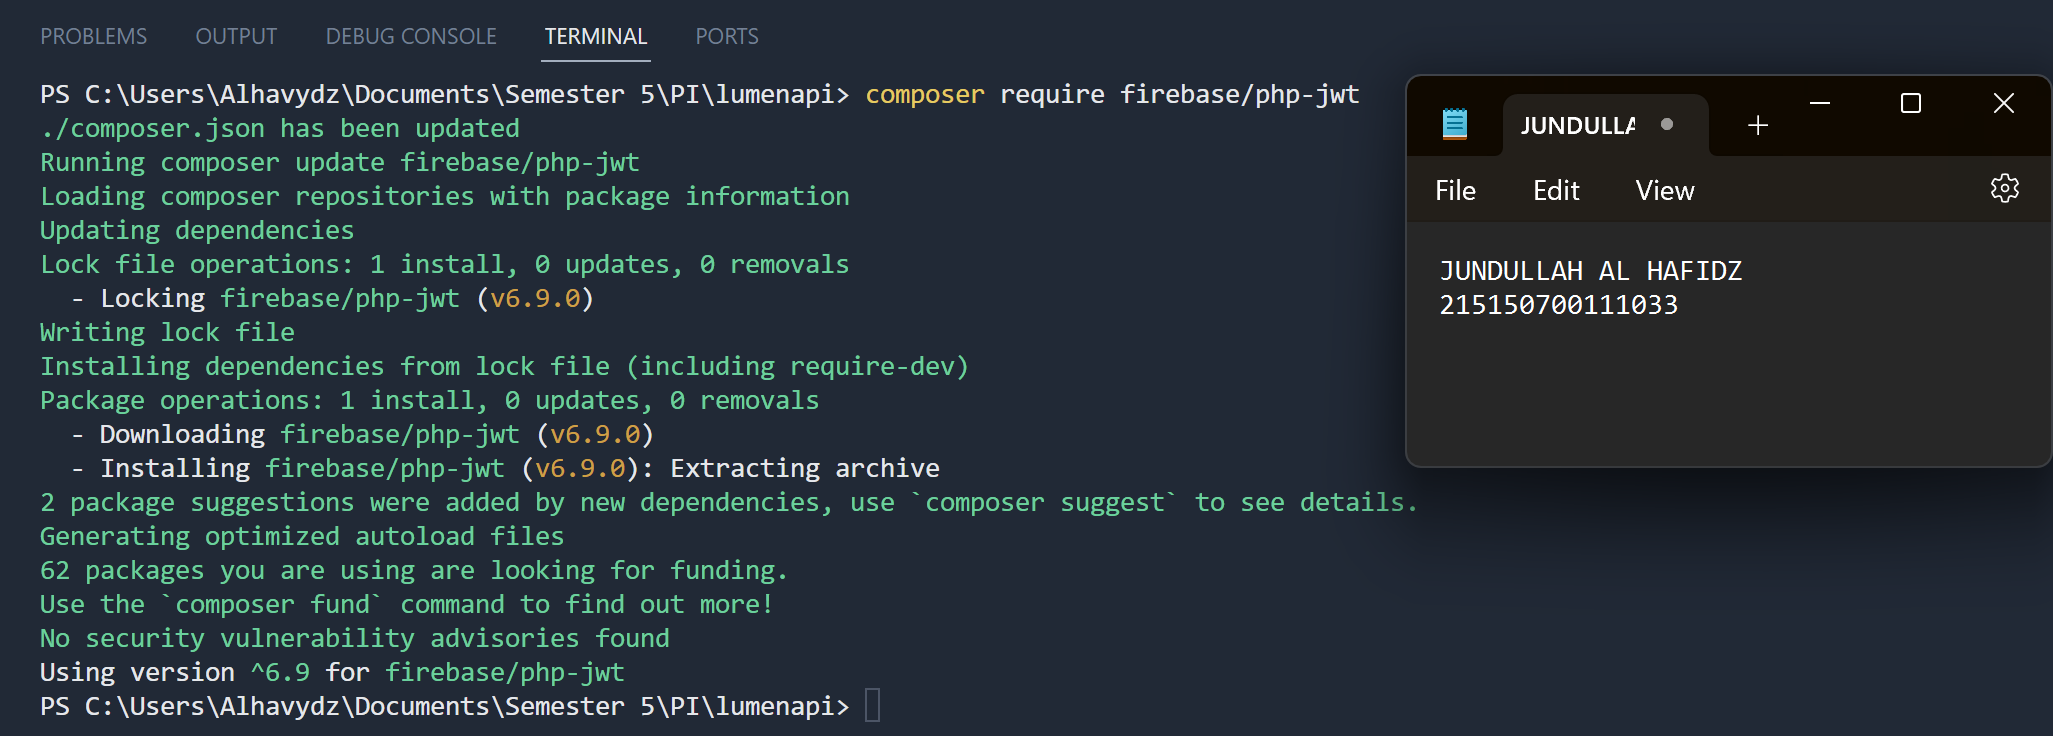 PROBLEMS OUTPUT DEBUG CONSOLE TERMINAL PORTS
PS C:\Users\Alhavydz\Documents\Semester 5\PI\lumenapi> composer require firebase/php-jwt
./composer.json has been updated
Running composer update firebase/php-jwt
Loading composer repositories with package information
Updating dependencies
Lock file operations: 1 install, 0 updates, 0 removals
  - Locking firebase/php-jwt (v6.9.0)
Writing lock file
Installing dependencies from lock file (including require-dev)
Package operations: 1 install, 0 updates, 0 removals
  - Downloading firebase/php-jwt (v6.9.0)
  - Installing firebase/php-jwt (v6.9.0): Extracting archive
2 package suggestions were added by new dependencies, use `composer suggest` to see details.
Generating optimized autoload files
62 packages you are using are looking for funding.
Use the `composer fund` command to find out more!
No security vulnerability advisories found
Using version ^6.9 for firebase/php-jwt
PS C:\Users\Alhavydz\Documents\Semester 5\PI\lumenapi>
JUNDULLA
File Edit View
JUNDULLAH AL HAFIDZ
215150700111033